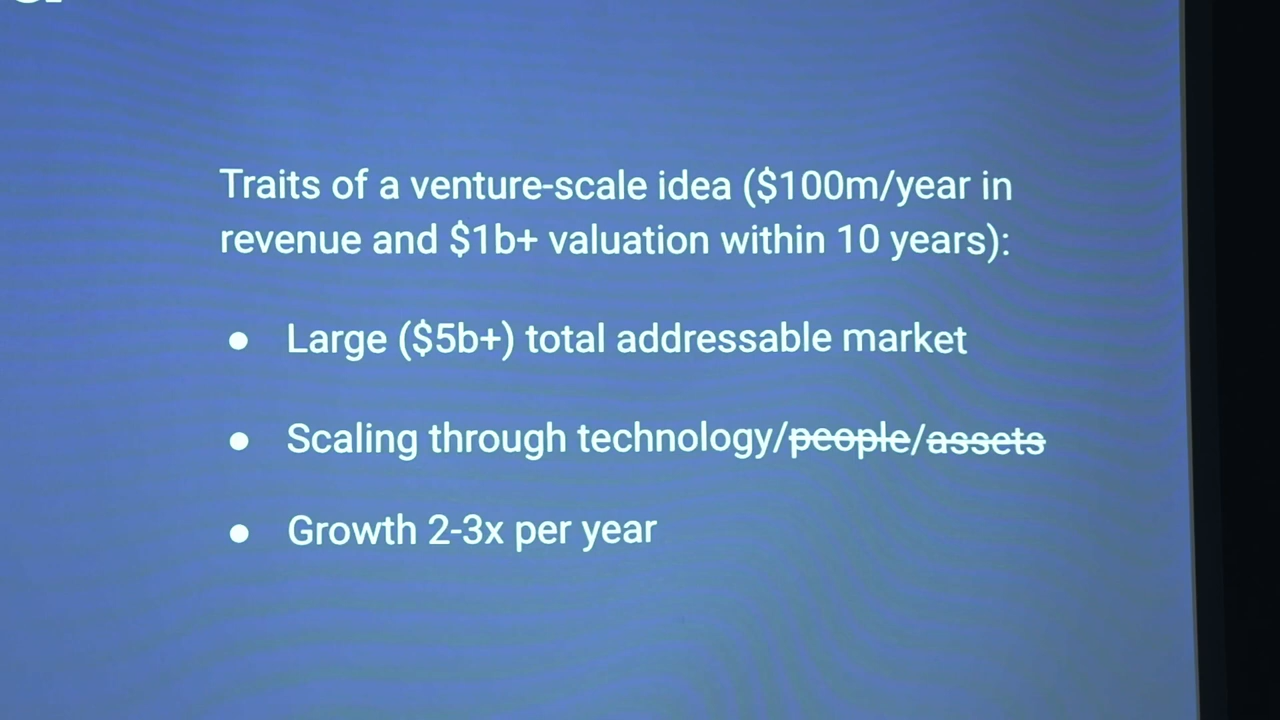 Traits of a venture-scale idea ($100m/year in
revenue and $1b+ valuation within 10 years):
● Large ($5b+) total addressable market
● Scaling through technology/people/assets
● Growth 2-3x per year